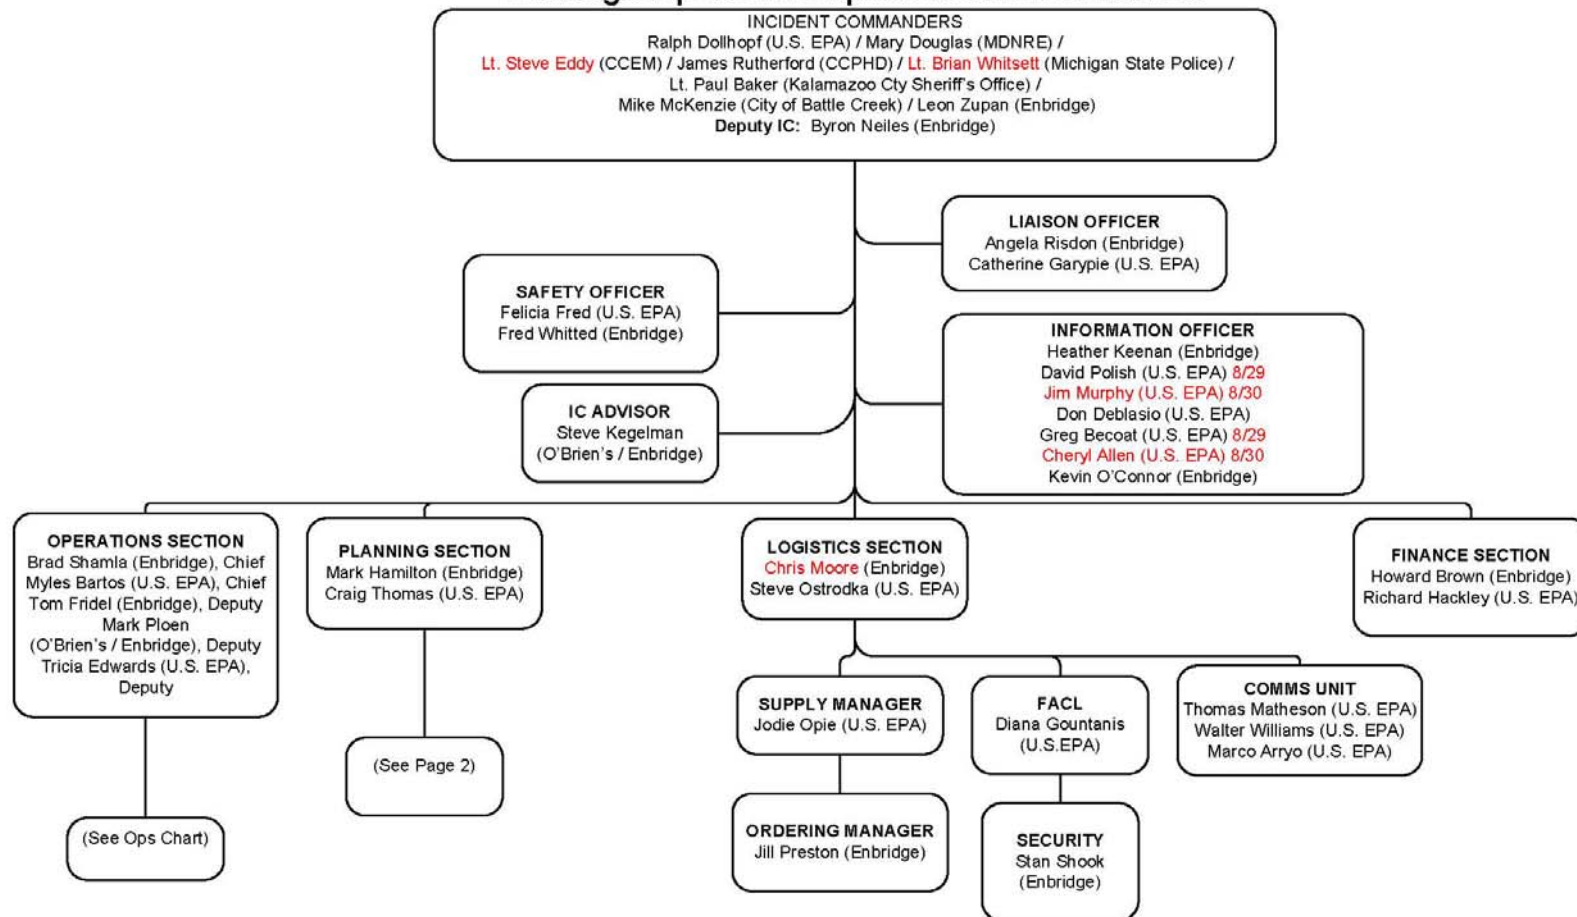 INCIDENT COMMANDERS
Ralph Dollhopf (U.S. EPA) / Mary Douglas (MDNRE) /
Lt. Steve Eddy (CCEM) / James Rutherford (CCPHD) / Lt. Brian Whitsett (Michigan State Police) /
Lt. Paul Baker (Kalamazoo Cty Sheriff's Office) /
Mike McKenzie (City of Battle Creek) / Leon Zupan (Enbridge)
Deputy IC: Byron Neiles (Enbridge)
LIAISON OFFICER
Angela Risdon (Enbridge)
Catherine Garypie (U.S. EPA)
SAFETY OFFICER
Felicia Fred (U.S. EPA)
Fred Whitted (Enbridge)
INFORMATION OFFICER
Heather Keenan (Enbridge)
David Polish (U.S. EPA) 8/29
Jim Murphy (U.S. EPA) 8/30
Don Deblasio (U.S. EPA)
Greg Becoat (U.S. EPA) 8/29
Cheryl Allen (U.S. EPA) 8/30
Kevin O'Connor (Enbridge)
IC ADVISOR
Steve Kegelman
(O'Brien's / Enbridge)
OPERATIONS SECTION
Brad Shamla (Enbridge), Chief
Myles Bartos (U.S. EPA), Chief
Tom Fridel (Enbridge), Deputy
Mark Ploen
(O'Brien's / Enbridge), Deputy
Tricia Edwards (U.S. EPA),
Deputy
PLANNING SECTION
Mark Hamilton (Enbridge)
Craig Thomas (U.S. EPA)
LOGISTICS SECTION
Chris Moore (Enbridge)
Steve Ostrodka (U.S. EPA)
FINANCE SECTION
Howard Brown (Enbridge)
Richard Hackley (U.S. EPA)
SUPPLY MANAGER
Jodie Opie (U.S. EPA)
FACL
Diana Gountanis
(U.S.EPA)
COMMS UNIT
Thomas Matheson (U.S. EPA)
Walter Williams (U.S. EPA)
Marco Arryo (U.S. EPA)
(See Page 2)
(See Ops Chart)
ORDERING MANAGER
Jill Preston (Enbridge)
SECURITY
Stan Shook
(Enbridge)